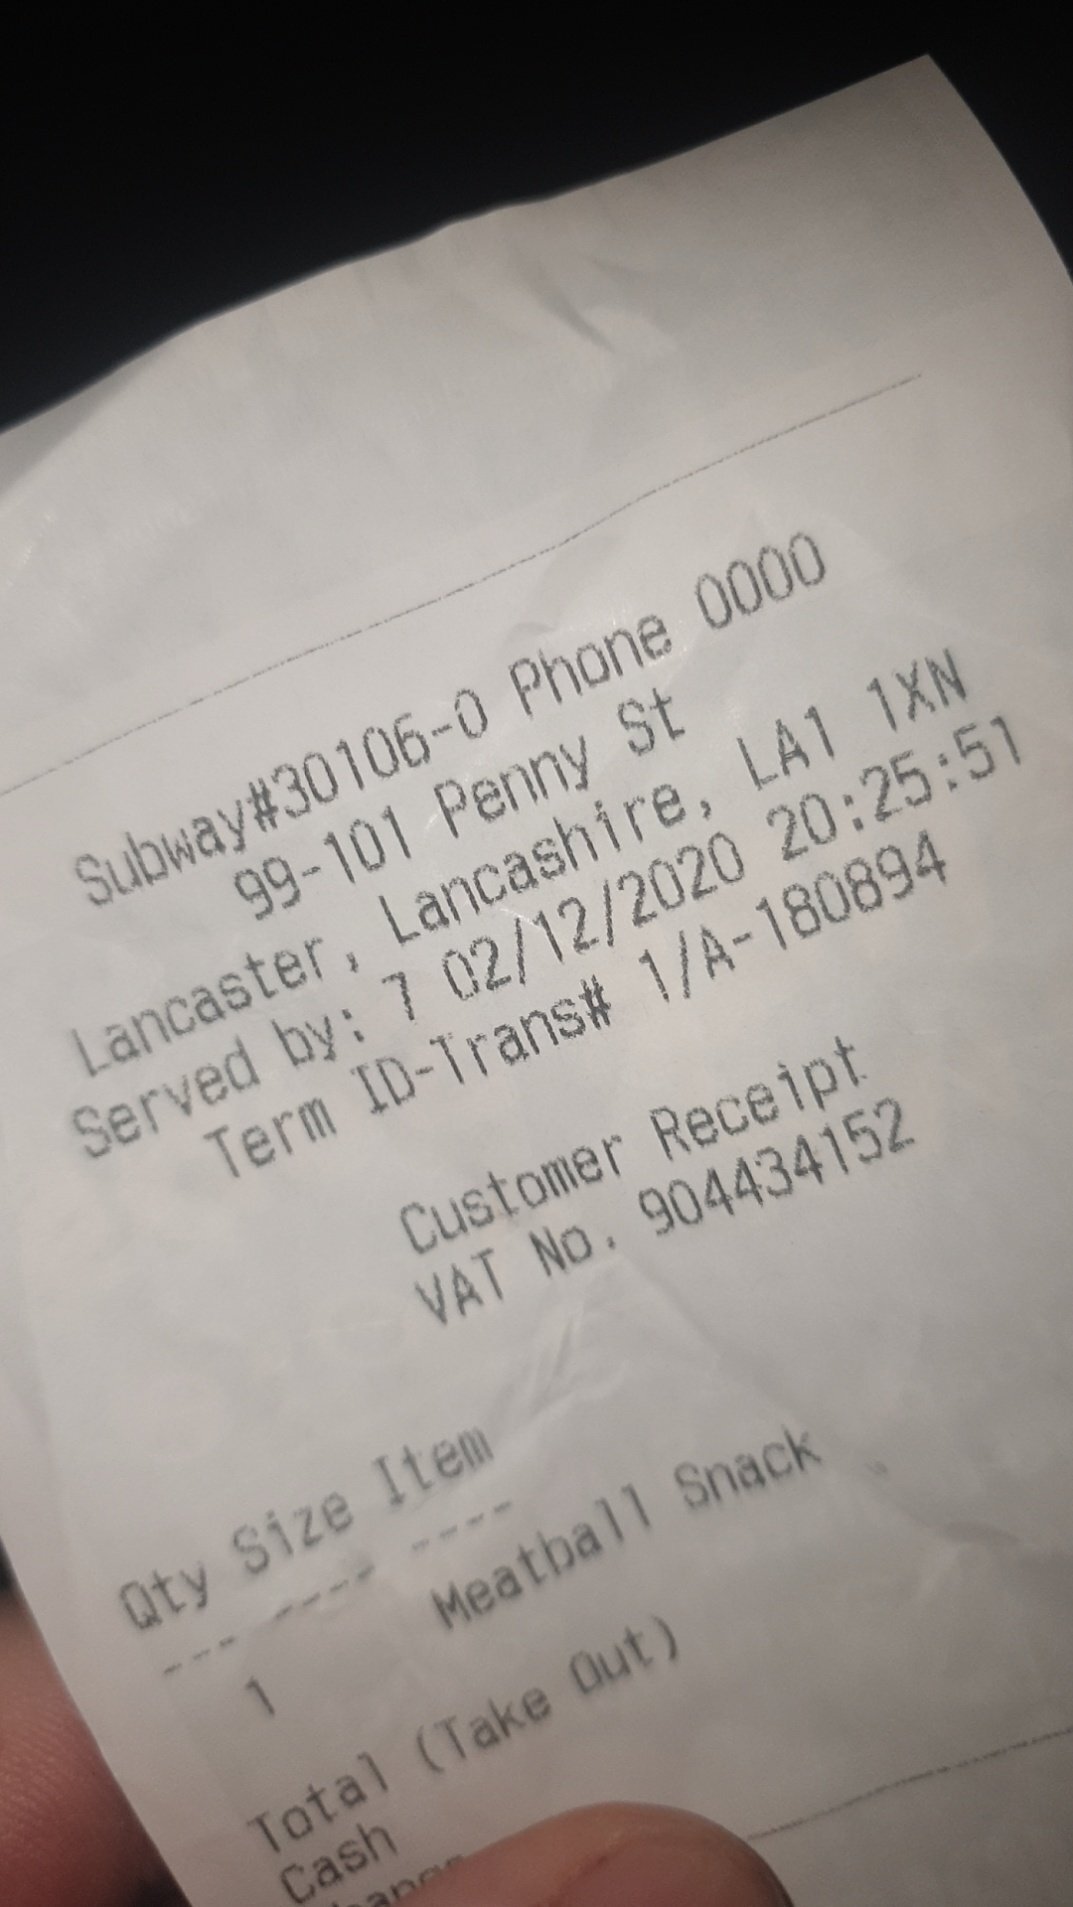 Subway#30106-0 Phone 0000
99-101 Penny St
Lancaster, Lancashire, LA1 1XN
Served by: 7 02/12/2020 20:25:51
Term ID-Trans# 1/A-180894
Customer Receipt
VAT No. 904434152
Qty Size Item
--- ---- ----
1 Meatball Snack
Total (Take Out)
Cash